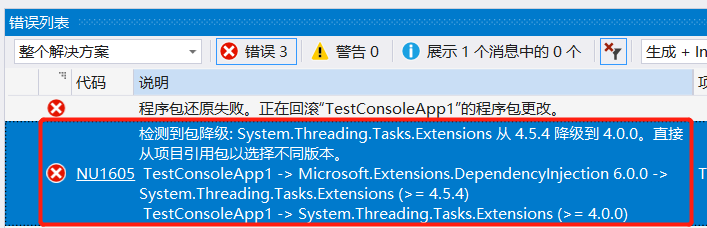 错误列表
整个解决方案
错误 3
警告 0
展示 1 个消息中的 0 个
生成 + In
代码
说明
项
程序包还原失败。正在回滚“TestConsoleApp1”的程序包更改。
NU1605
检测到包降级: System.Threading.Tasks.Extensions 从 4.5.4 降级到 4.0.0。直接
从项目引用包以选择不同版本。
TestConsoleApp1 -> Microsoft.Extensions.DependencyInjection 6.0.0 ->
System.Threading.Tasks.Extensions (>= 4.5.4)
TestConsoleApp1 -> System.Threading.Tasks.Extensions (>= 4.0.0)